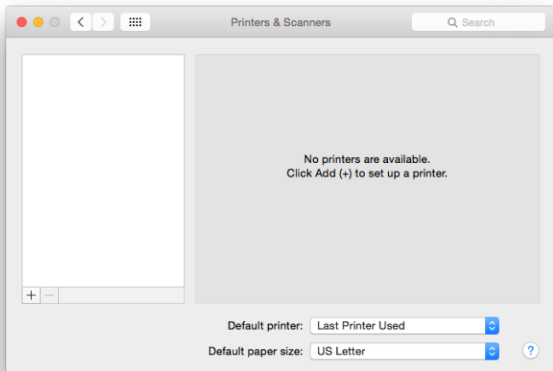 Printers & Scanners
Search
No printers are available.
Click Add (+) to set up a printer.
+ −
Default printer: Last Printer Used
Default paper size: US Letter
?